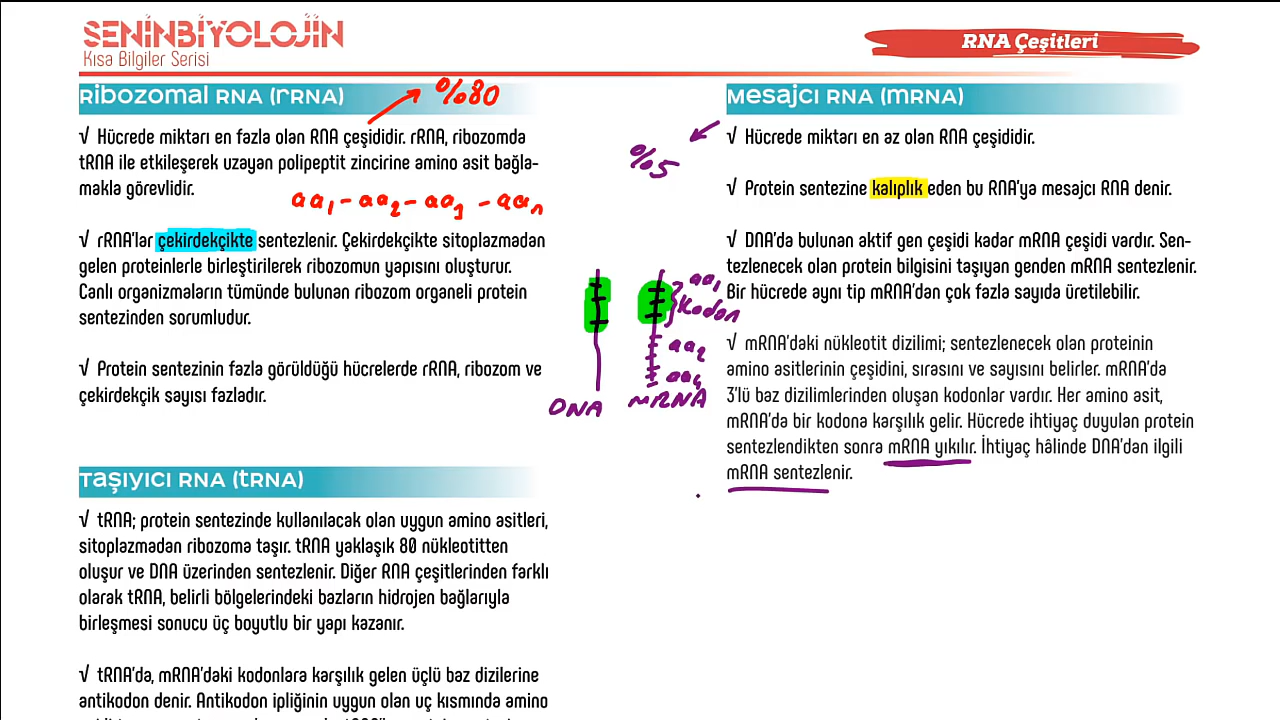 SENİNBİYOLOJİN
Kısa Bilgiler Serisi
RNA Çeşitleri
Ribozomal RNA (rRNA)
%80
√ Hücrede miktarı en fazla olan RNA çeşididir. rRNA, ribozomda
tRNA ile etkileşerek uzayan polipeptit zincirine amino asit bağla-
makla görevlidir.
aa1 - aa2 - aa3 - aan
√ rRNA'lar çekirdekçikte sentezlenir. Çekirdekçikte sitoplazmadan
gelen proteinlerle birleştirilerek ribozomun yapısını oluşturur.
Canlı organizmaların tümünde bulunan ribozom organeli protein
sentezinden sorumludur.
√ Protein sentezinin fazla görüldüğü hücrelerde rRNA, ribozom ve
çekirdekçik sayısı fazladır.
Taşıyıcı RNA (tRNA)
√ tRNA; protein sentezinde kullanılacak olan uygun amino asitleri,
sitoplazmadan ribozoma taşır. tRNA yaklaşık 80 nükleotitten
oluşur ve DNA üzerinden sentezlenir. Diğer RNA çeşitlerinden farklı
olarak tRNA, belirli bölgelerindeki bazların hidrojen bağlarıyla
birleşmesi sonucu üç boyutlu bir yapı kazanır.
√ tRNA'da, mRNA'daki kodonlara karşılık gelen üçlü baz dizilerine
antikodon denir. Antikodon ipliğinin uygun olan uç kısmında amino
Mesajcı RNA (mRNA)
√ Hücrede miktarı en az olan RNA çeşididir.
%5
√ Protein sentezine kalıplık eden bu RNA'ya mesajcı RNA denir.
√ DNA'da bulunan aktif gen çeşidi kadar mRNA çeşidi vardır. Sen-
tezlenecek olan protein bilgisini taşıyan genden mRNA sentezlenir.
Bir hücrede aynı tip mRNA'dan çok fazla sayıda üretilebilir.
aa1
Kodon
aa2
DNA
mRNA
√ mRNA'daki nükleotit dizilimi; sentezlenecek olan proteinin
amino asitlerinin çeşidini, sırasını ve sayısını belirler. mRNA'da
3'lü baz dizilimlerinden oluşan kodonlar vardır. Her amino asit,
mRNA'da bir kodona karşılık gelir. Hücrede ihtiyaç duyulan protein
sentezlendikten sonra mRNA yıkılır. İhtiyaç hâlinde DNA'dan ilgili
mRNA sentezlenir.